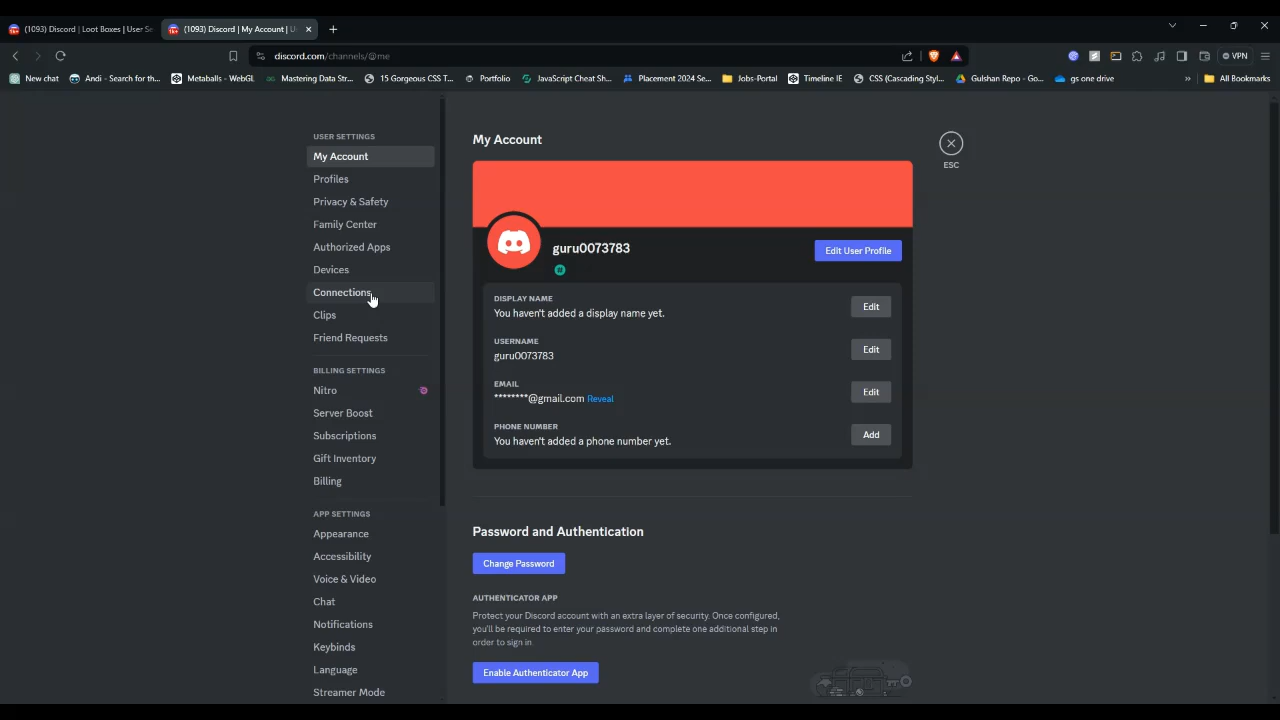 (1093) Discord | Loot Boxes | User Se
(1093) Discord | My Account | U
discord.com/channels/@me
VPN
New chat
Andi - Search for th...
Metaballs - WebGL
Mastering Data Str...
15 Gorgeous CSS T...
Portfolio
JavaScript Cheat Sh...
Placement 2024 Se...
Jobs-Portal
Timeline IE
CSS (Cascading Styl...
Gulshan Repo - Go...
gs one drive
»
All Bookmarks
USER SETTINGS
My Account
Profiles
Privacy & Safety
Family Center
Authorized Apps
Devices
Connections
Clips
Friend Requests
BILLING SETTINGS
Nitro
Server Boost
Subscriptions
Gift Inventory
Billing
APP SETTINGS
Appearance
Accessibility
Voice & Video
Chat
Notifications
Keybinds
Language
Streamer Mode
My Account
ESC
guru0073783
Edit User Profile
DISPLAY NAME
You haven't added a display name yet.
Edit
USERNAME
guru0073783
Edit
EMAIL
********@gmail.com Reveal
Edit
PHONE NUMBER
You haven't added a phone number yet.
Add
Password and Authentication
Change Password
AUTHENTICATOR APP
Protect your Discord account with an extra layer of security. Once configured,
you'll be required to enter your password and complete one additional step in
order to sign in.
Enable Authenticator App